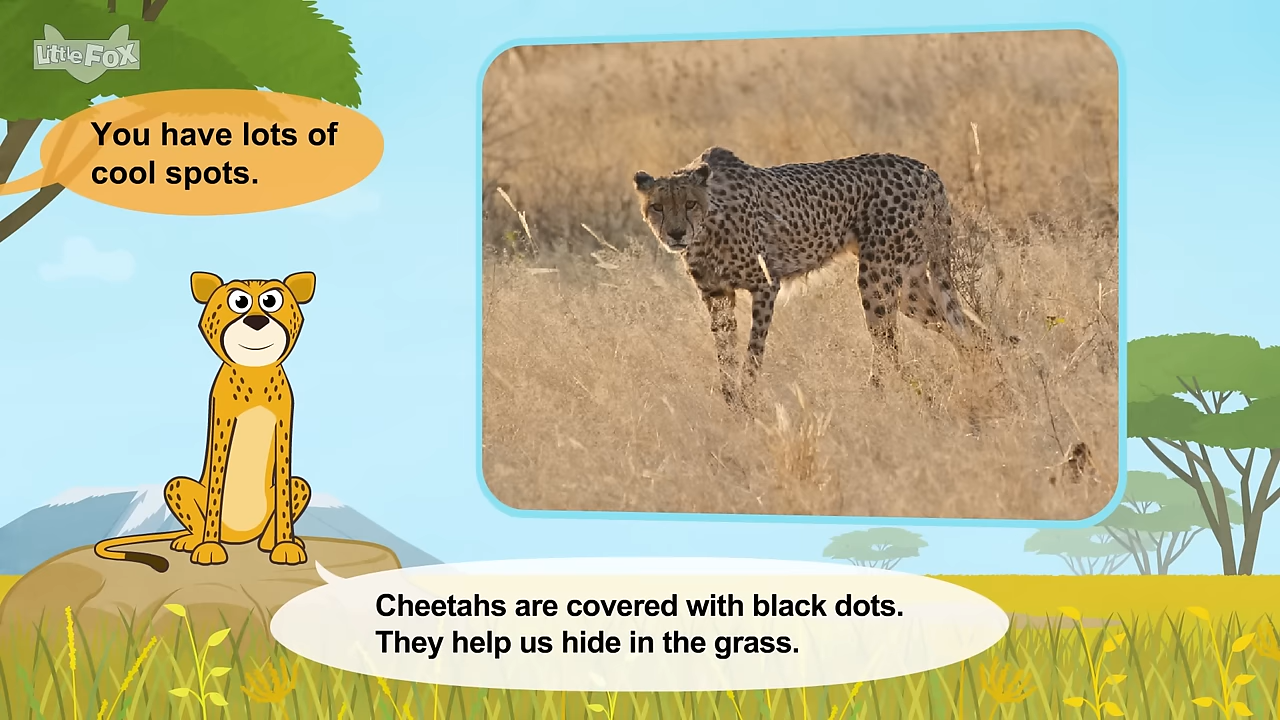 Little Fox
You have lots of
cool spots.
Cheetahs are covered with black dots.
They help us hide in the grass.